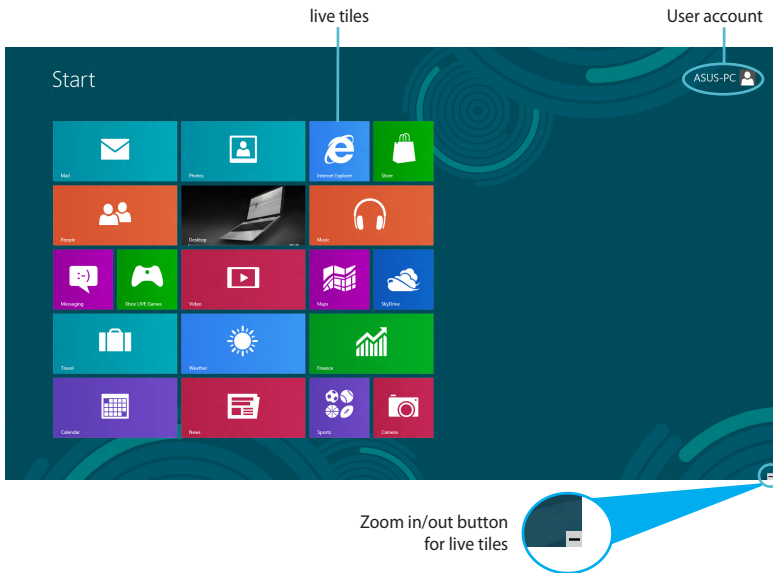 live tiles
User account
Start
ASUS-PC
Mail
Photos
Internet Explorer
Store
People
Desktop
Music
:-)
Messaging
Xbox LIVE Games
Video
Maps
SkyDrive
Travel
Weather
Finance
Calendar
News
Sports
Camera
Zoom in/out button
for live tiles